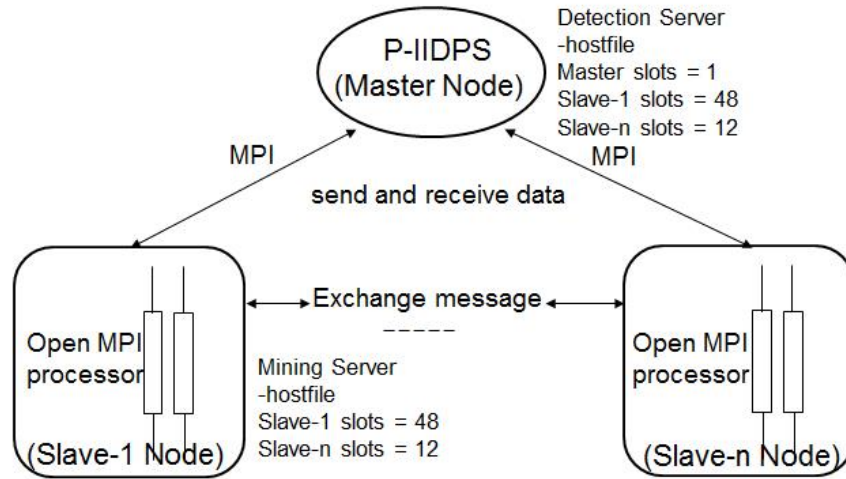 P-IIDPS
(Master Node)
Detection Server
-hostfile
Master slots = 1
Slave-1 slots = 48
Slave-n slots = 12
MPI
MPI
send and receive data
Exchange message
-----
Open MPI
processor
(Slave-1 Node)
Mining Server
-hostfile
Slave-1 slots = 48
Slave-n slots = 12
Open MPI
processor
(Slave-n Node)